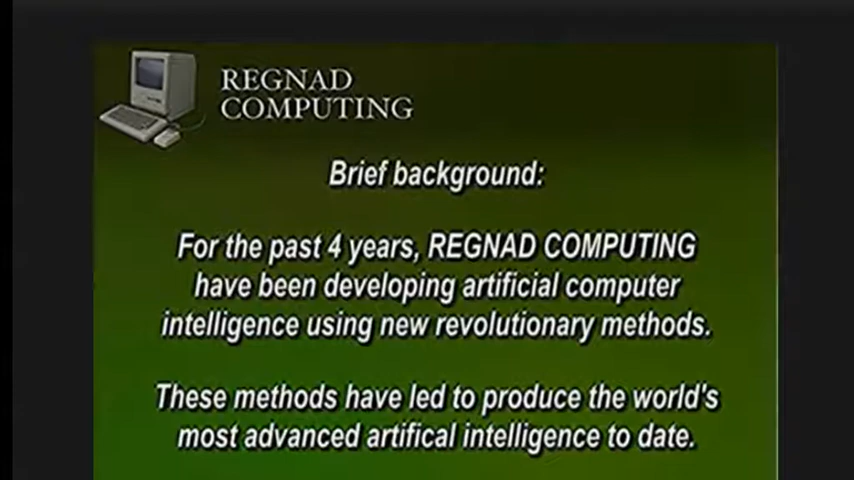 REGNAD
COMPUTING
Brief background:
For the past 4 years, REGNAD COMPUTING
have been developing artificial computer
intelligence using new revolutionary methods.
These methods have led to produce the world's
most advanced artifical intelligence to date.